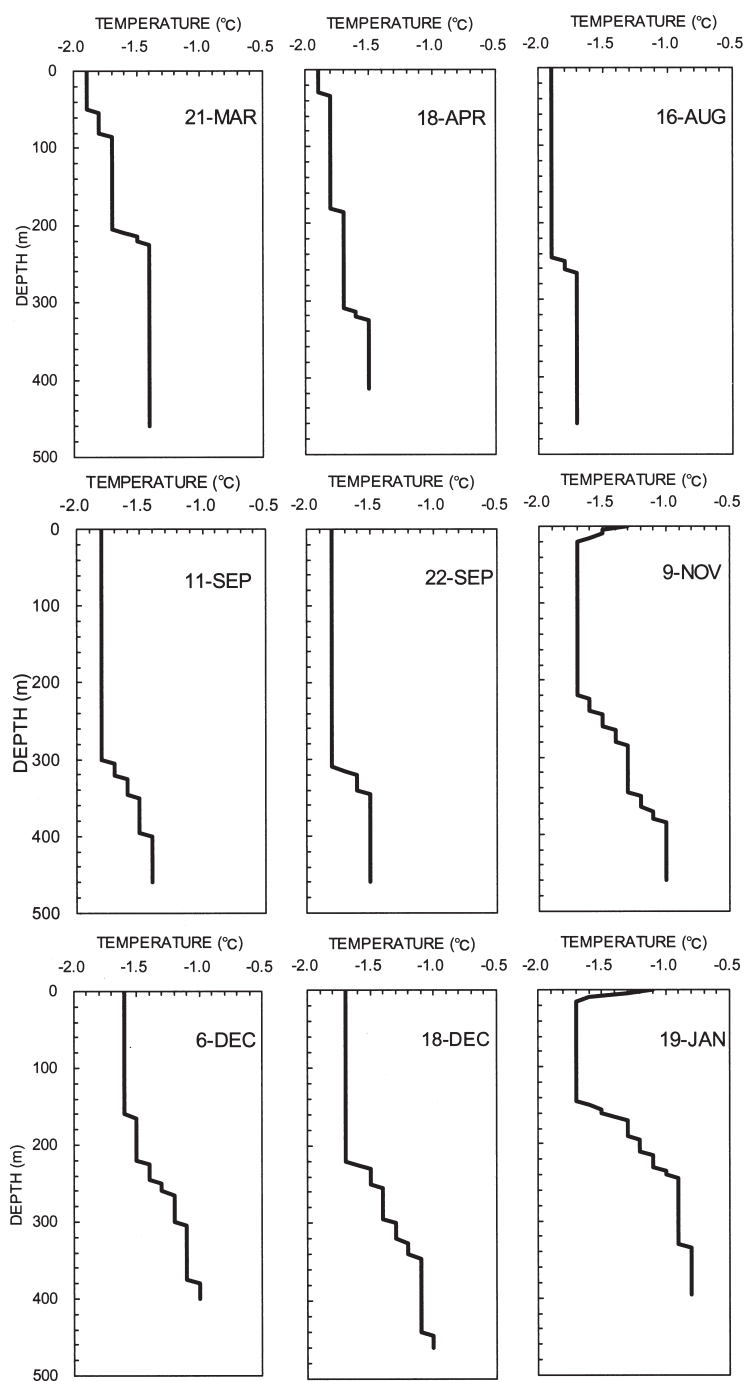 TEMPERATURE (°C) TEMPERATURE (°C) TEMPERATURE (°C)
-2.0 -1.5 -1.0 -0.5 -2.0 -1.5 -1.0 -0.5 -2.0 -1.5 -1.0 -0.5
0
21-MAR 18-APR 16-AUG
100
200
DEPTH (m)
300
400
500
TEMPERATURE (°C) TEMPERATURE (°C) TEMPERATURE (°C)
-2.0 -1.5 -1.0 -0.5 -2.0 -1.5 -1.0 -0.5 -2.0 -1.5 -1.0 -0.5
0
11-SEP 22-SEP 9-NOV
100
200
DEPTH (m)
300
400
500
TEMPERATURE (°C) TEMPERATURE (°C) TEMPERATURE (°C)
-2.0 -1.5 -1.0 -0.5 -2.0 -1.5 -1.0 -0.5 -2.0 -1.5 -1.0 -0.5
0
6-DEC 18-DEC 19-JAN
100
200
DEPTH (m)
300
400
500